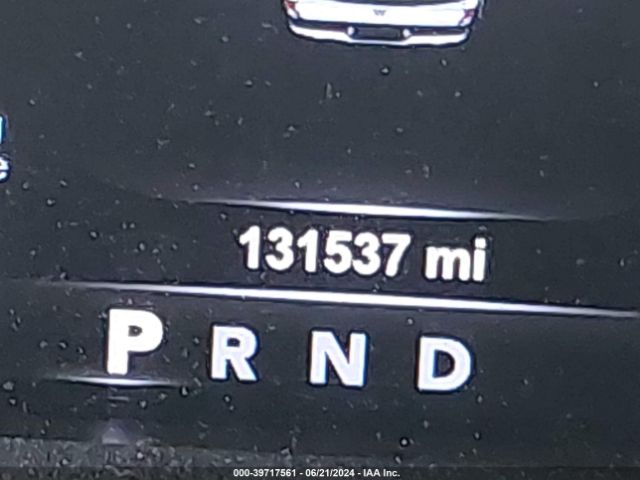 131537 mi
P R N D
000-39717561 - 06/21/2024 - IAA Inc.